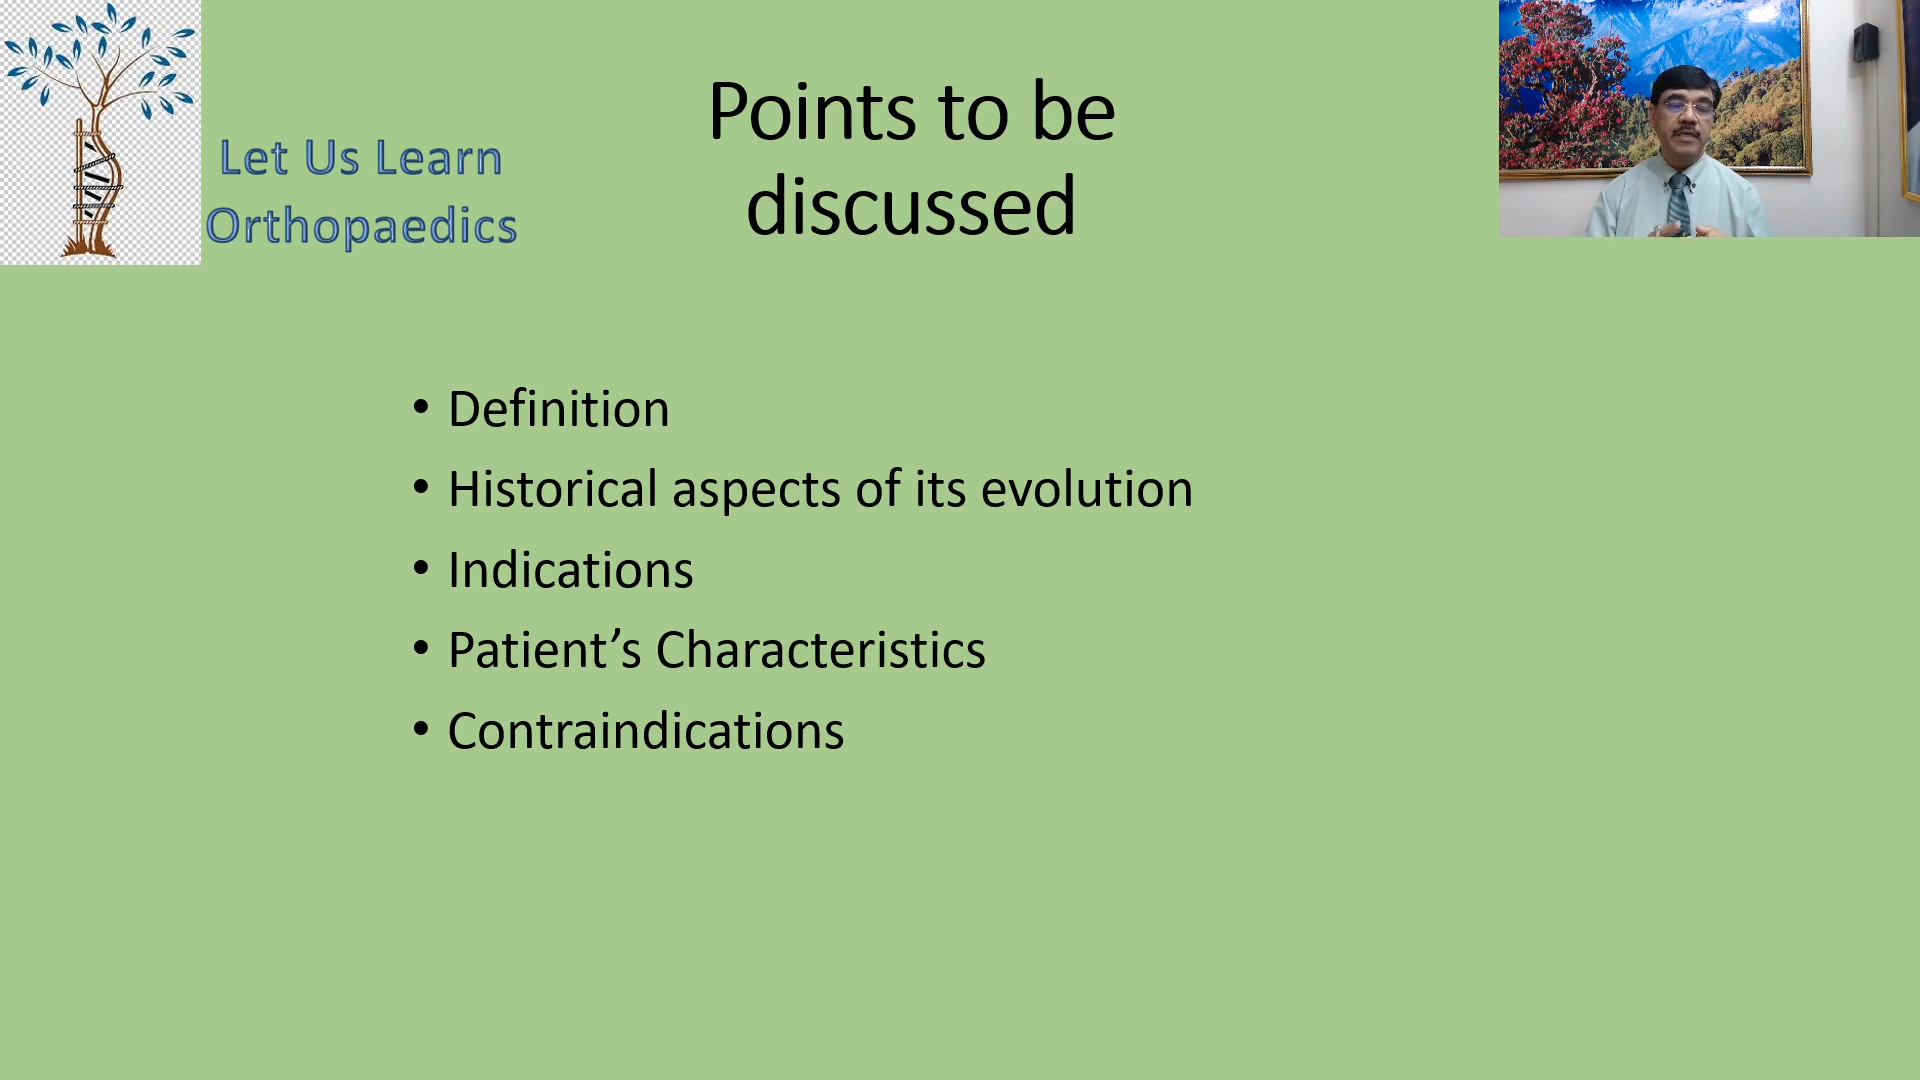 Let Us Learn
Orthopaedics
Points to be
discussed
• Definition
• Historical aspects of its evolution
• Indications
• Patient’s Characteristics
• Contraindications